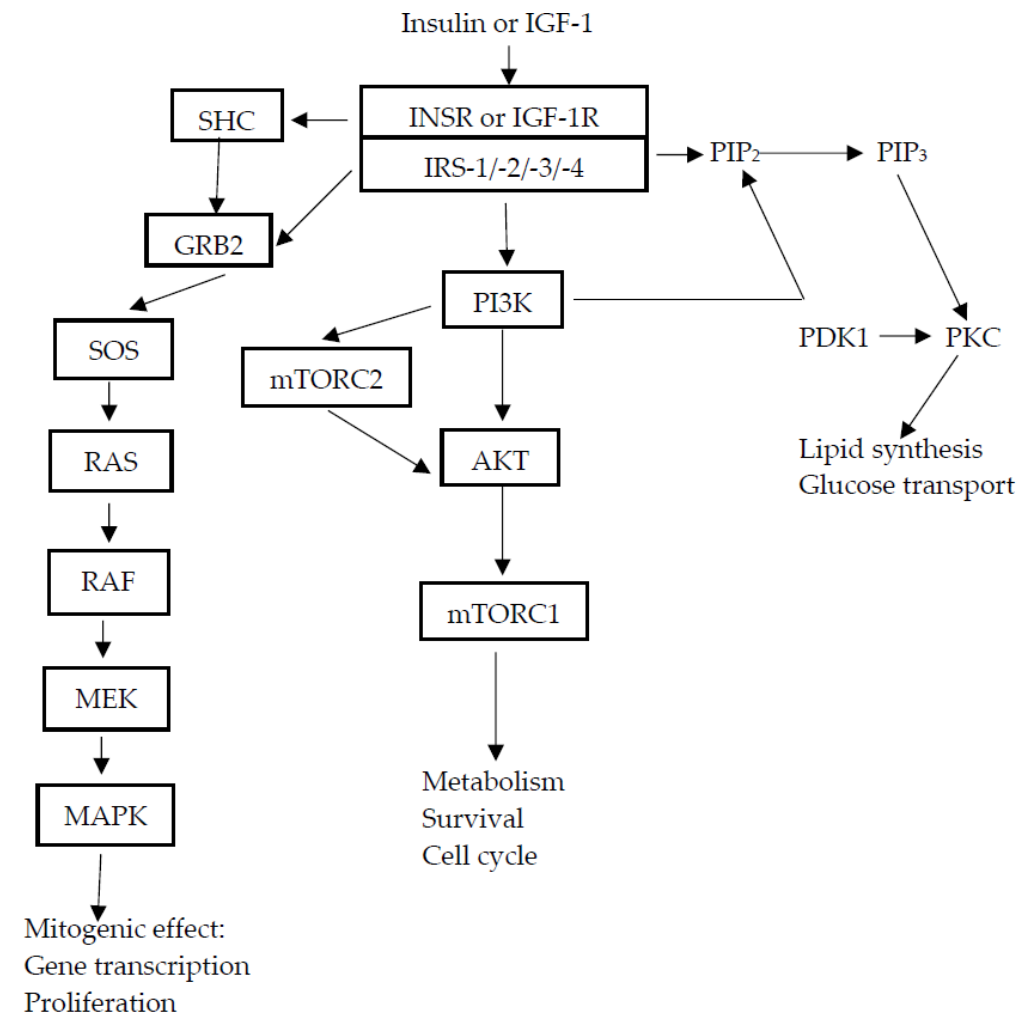 Insulin or IGF-1
SHC
INSR or IGF-1R
IRS-1/-2/-3/-4
PIP₂
PIP₃
GRB2
PI3K
SOS
mTORC2
PDK1
PKC
RAS
AKT
Lipid synthesis
Glucose transport
RAF
mTORC1
MEK
MAPK
Metabolism
Survival
Cell cycle
Mitogenic effect:
Gene transcription
Proliferation